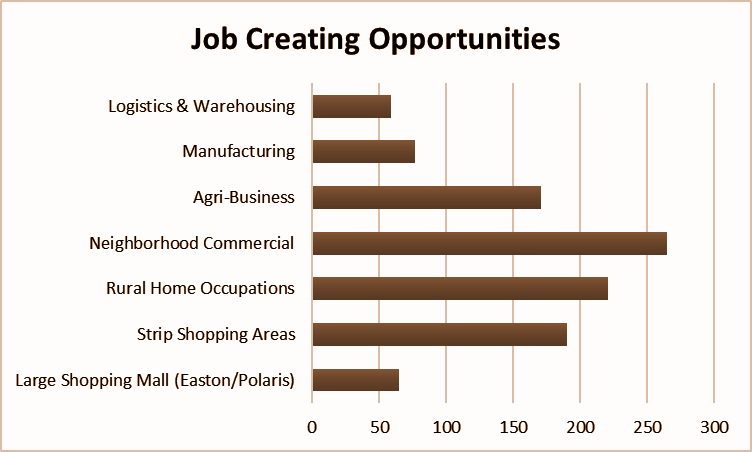 Job Creating Opportunities
Logistics & Warehousing
Manufacturing
Agri-Business
Neighborhood Commercial
Rural Home Occupations
Strip Shopping Areas
Large Shopping Mall (Easton/Polaris)
0 50 100 150 200 250 300